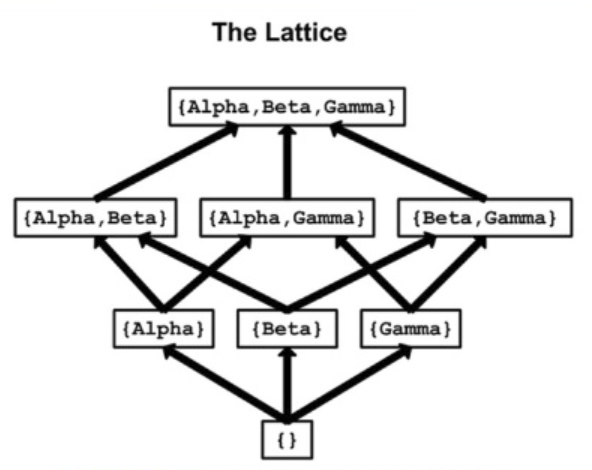 The Lattice
{Alpha,Beta,Gamma}
{Alpha,Beta}
{Alpha,Gamma}
{Beta,Gamma}
{Alpha}
{Beta}
{Gamma}
{}